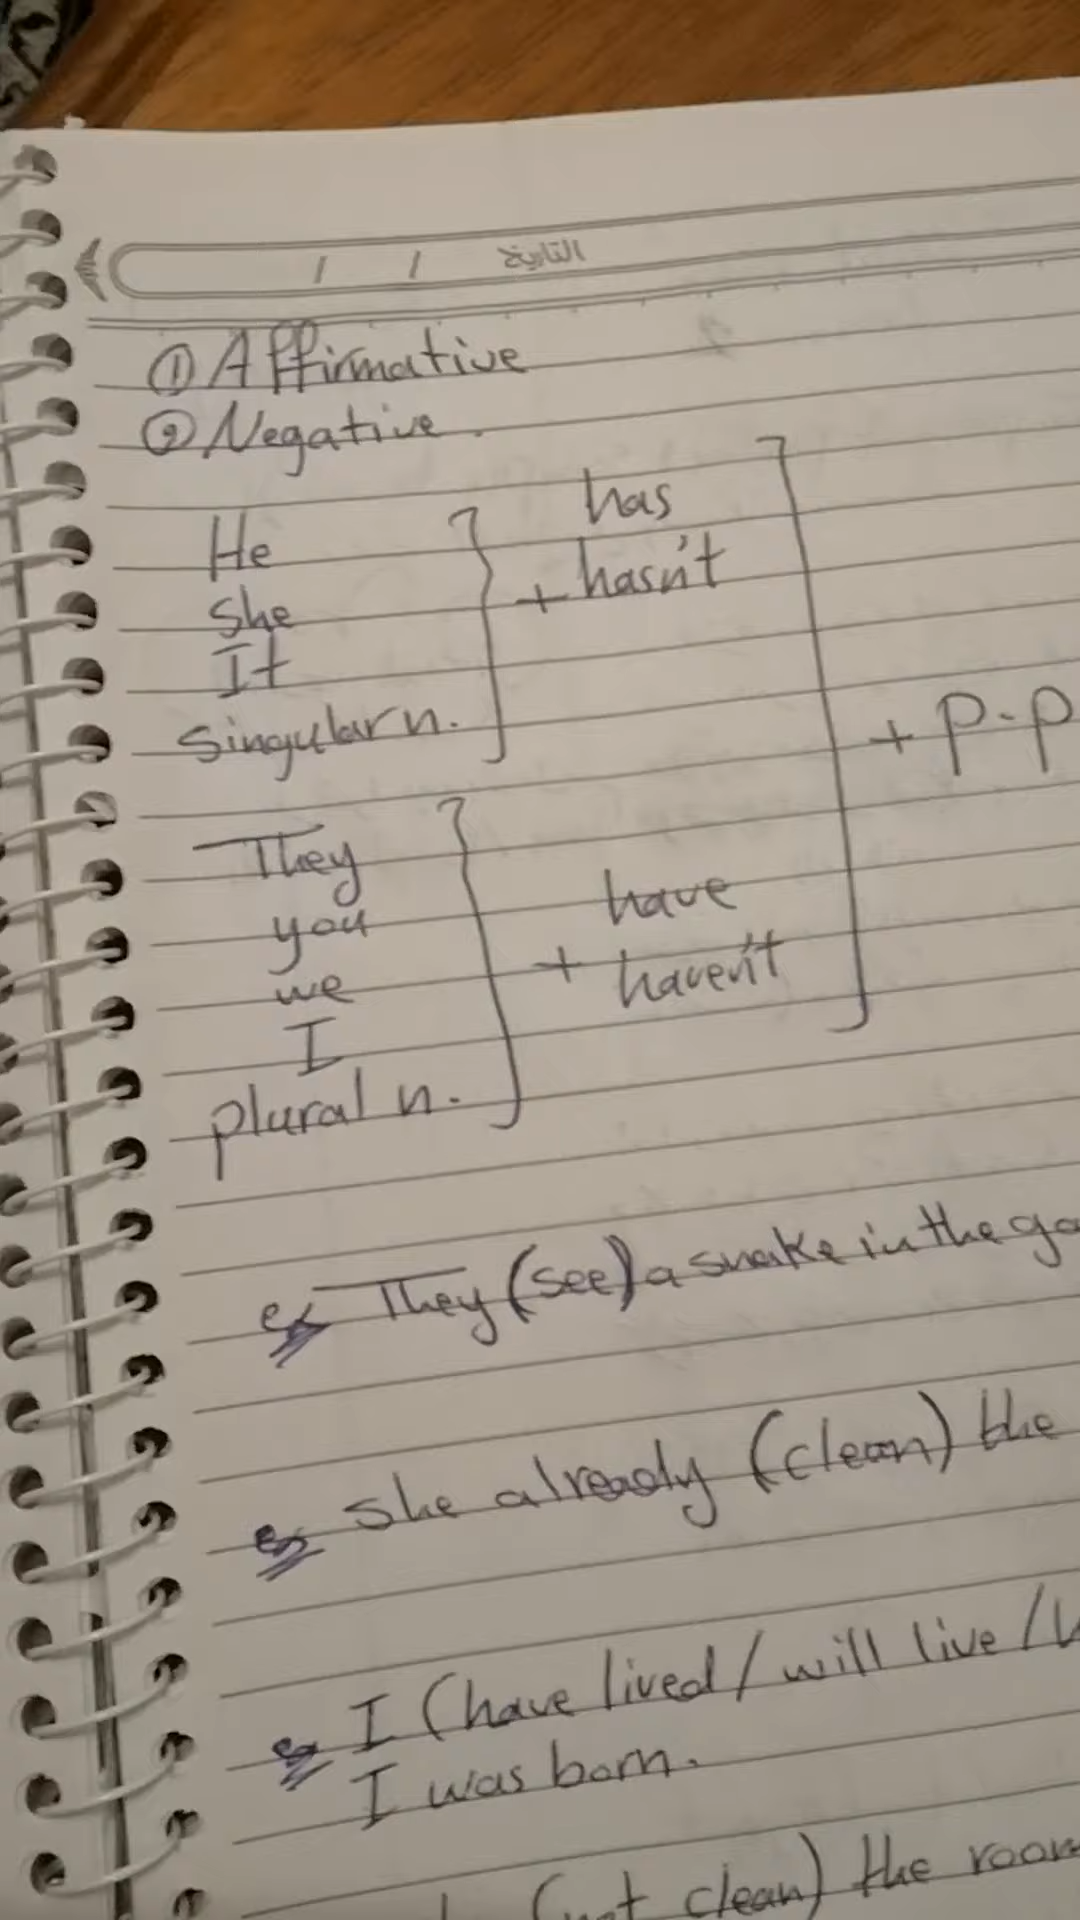 / / التاريخ
① Affirmative
② Negative.
He
She
It
Singular n.
has
+ hasn't
They
you
we
I
plural n.
have
+ haven't
+ p.p
ex They (see) a snake in the ga
ex She already (clean) the
ex I (have lived / will live /
I was born.
(not clean) the room